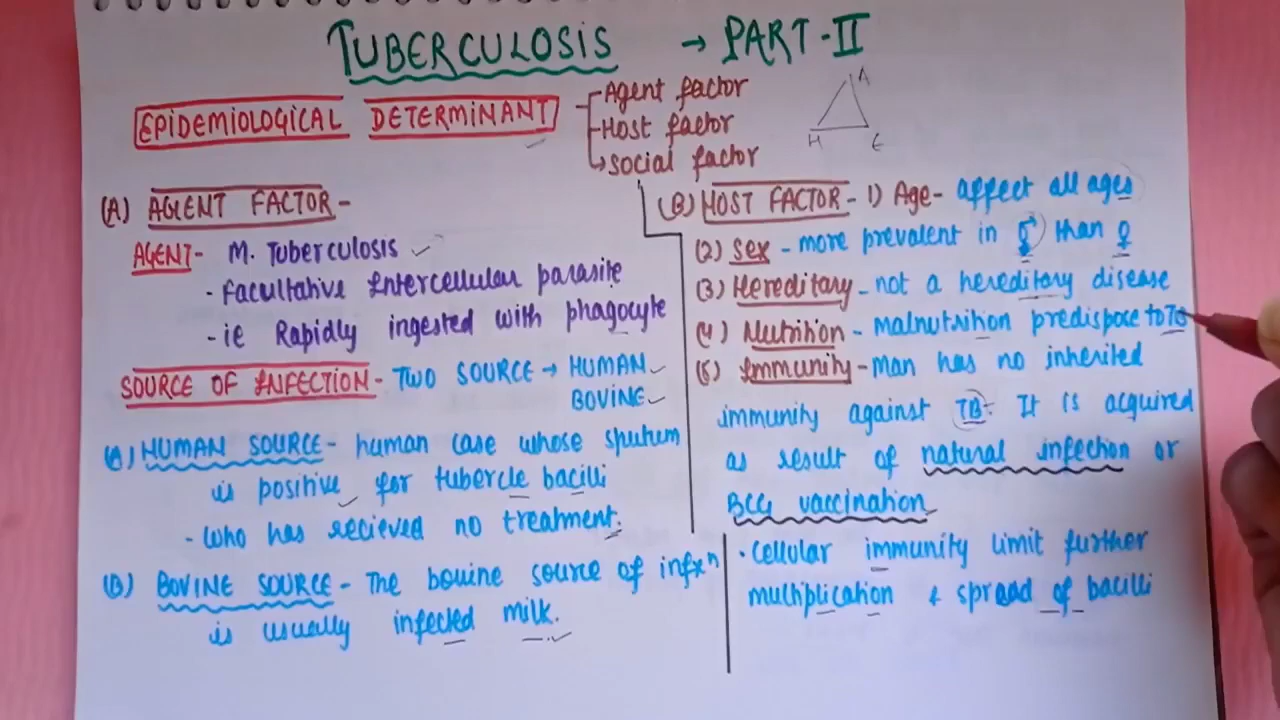 TUBERCULOSIS → PART-II
EPIDEMIOLOGICAL DETERMINANT
Agent factor
Host factor
Social factor
A
H
E
(A) AGENT FACTOR-
AGENT- M. Tuberculosis
- Facultative Intercellular parasite
- ie Rapidly ingested with phagocyte
SOURCE OF INFECTION- TWO SOURCE → HUMAN
BOVINE
(A) HUMAN SOURCE- human case whose sputum
is positive for tubercle bacilli
- who has recieved no treatment.
(B) BOVINE SOURCE- The bovine source of infxⁿ
is usually infected milk.
(B) HOST FACTOR- 1) Age- affect all ages
(2) Sex - more prevalent in ♂ than ♀
(3) Hereditary- not a hereditary disease
(4) Nutrition- malnutrition predispose to TB
(5) Immunity- man has no inherited
immunity against TB. It is acquired
as result of natural infection or
BCG vaccination
• Cellular immunity limit further
multiplication & spread of bacilli